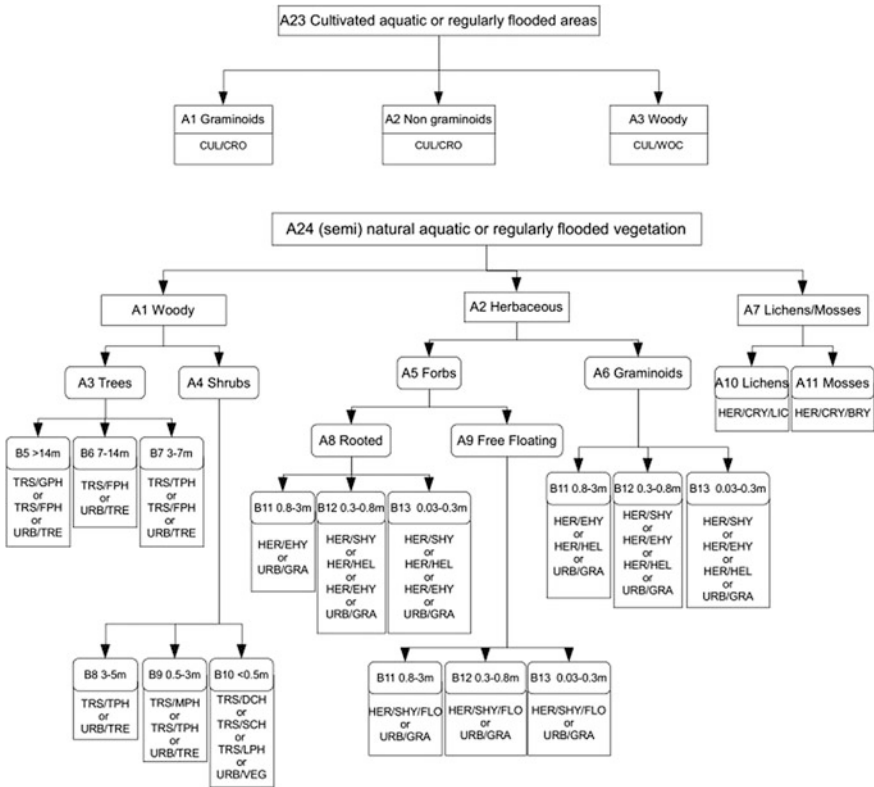 A23 Cultivated aquatic or regularly flooded areas
A1 Graminoids
CUL/CRO
A2 Non graminoids
CUL/CRO
A3 Woody
CUL/WOC
A24 (semi) natural aquatic or regularly flooded vegetation
A1 Woody
A2 Herbaceous
A7 Lichens/Mosses
A3 Trees
A4 Shrubs
A5 Forbs
A6 Graminoids
A10 Lichens
HER/CRY/LIC
A11 Mosses
HER/CRY/BRY
A8 Rooted
A9 Free Floating
B5 >14m
TRS/GPH
or
TRS/FPH
or
URB/TRE
B6 7-14m
TRS/FPH
or
URB/TRE
B7 3-7m
TRS/TPH
or
TRS/FPH
or
URB/TRE
B11 0.8-3m
HER/EHY
or
URB/GRA
B12 0.3-0.8m
HER/SHY
or
HER/HEL
or
HER/EHY
or
URB/GRA
B13 0.03-0.3m
HER/SHY
or
HER/HEL
or
HER/EHY
or
URB/GRA
B11 0.8-3m
HER/EHY
or
HER/HEL
or
URB/GRA
B12 0.3-0.8m
HER/SHY
or
HER/EHY
or
HER/HEL
or
URB/GRA
B13 0.03-0.3m
HER/SHY
or
HER/EHY
or
HER/HEL
or
URB/GRA
B8 3-5m
TRS/TPH
or
URB/TRE
B9 0.5-3m
TRS/MPH
or
TRS/TPH
or
URB/TRE
B10 <0.5m
TRS/DCH
or
TRS/SCH
or
TRS/LPH
or
URB/VEG
B11 0.8-3m
HER/SHY/FLO
or
URB/GRA
B12 0.3-0.8m
HER/SHY/FLO
or
URB/GRA
B13 0.03-0.3m
HER/SHY/FLO
or
URB/GRA